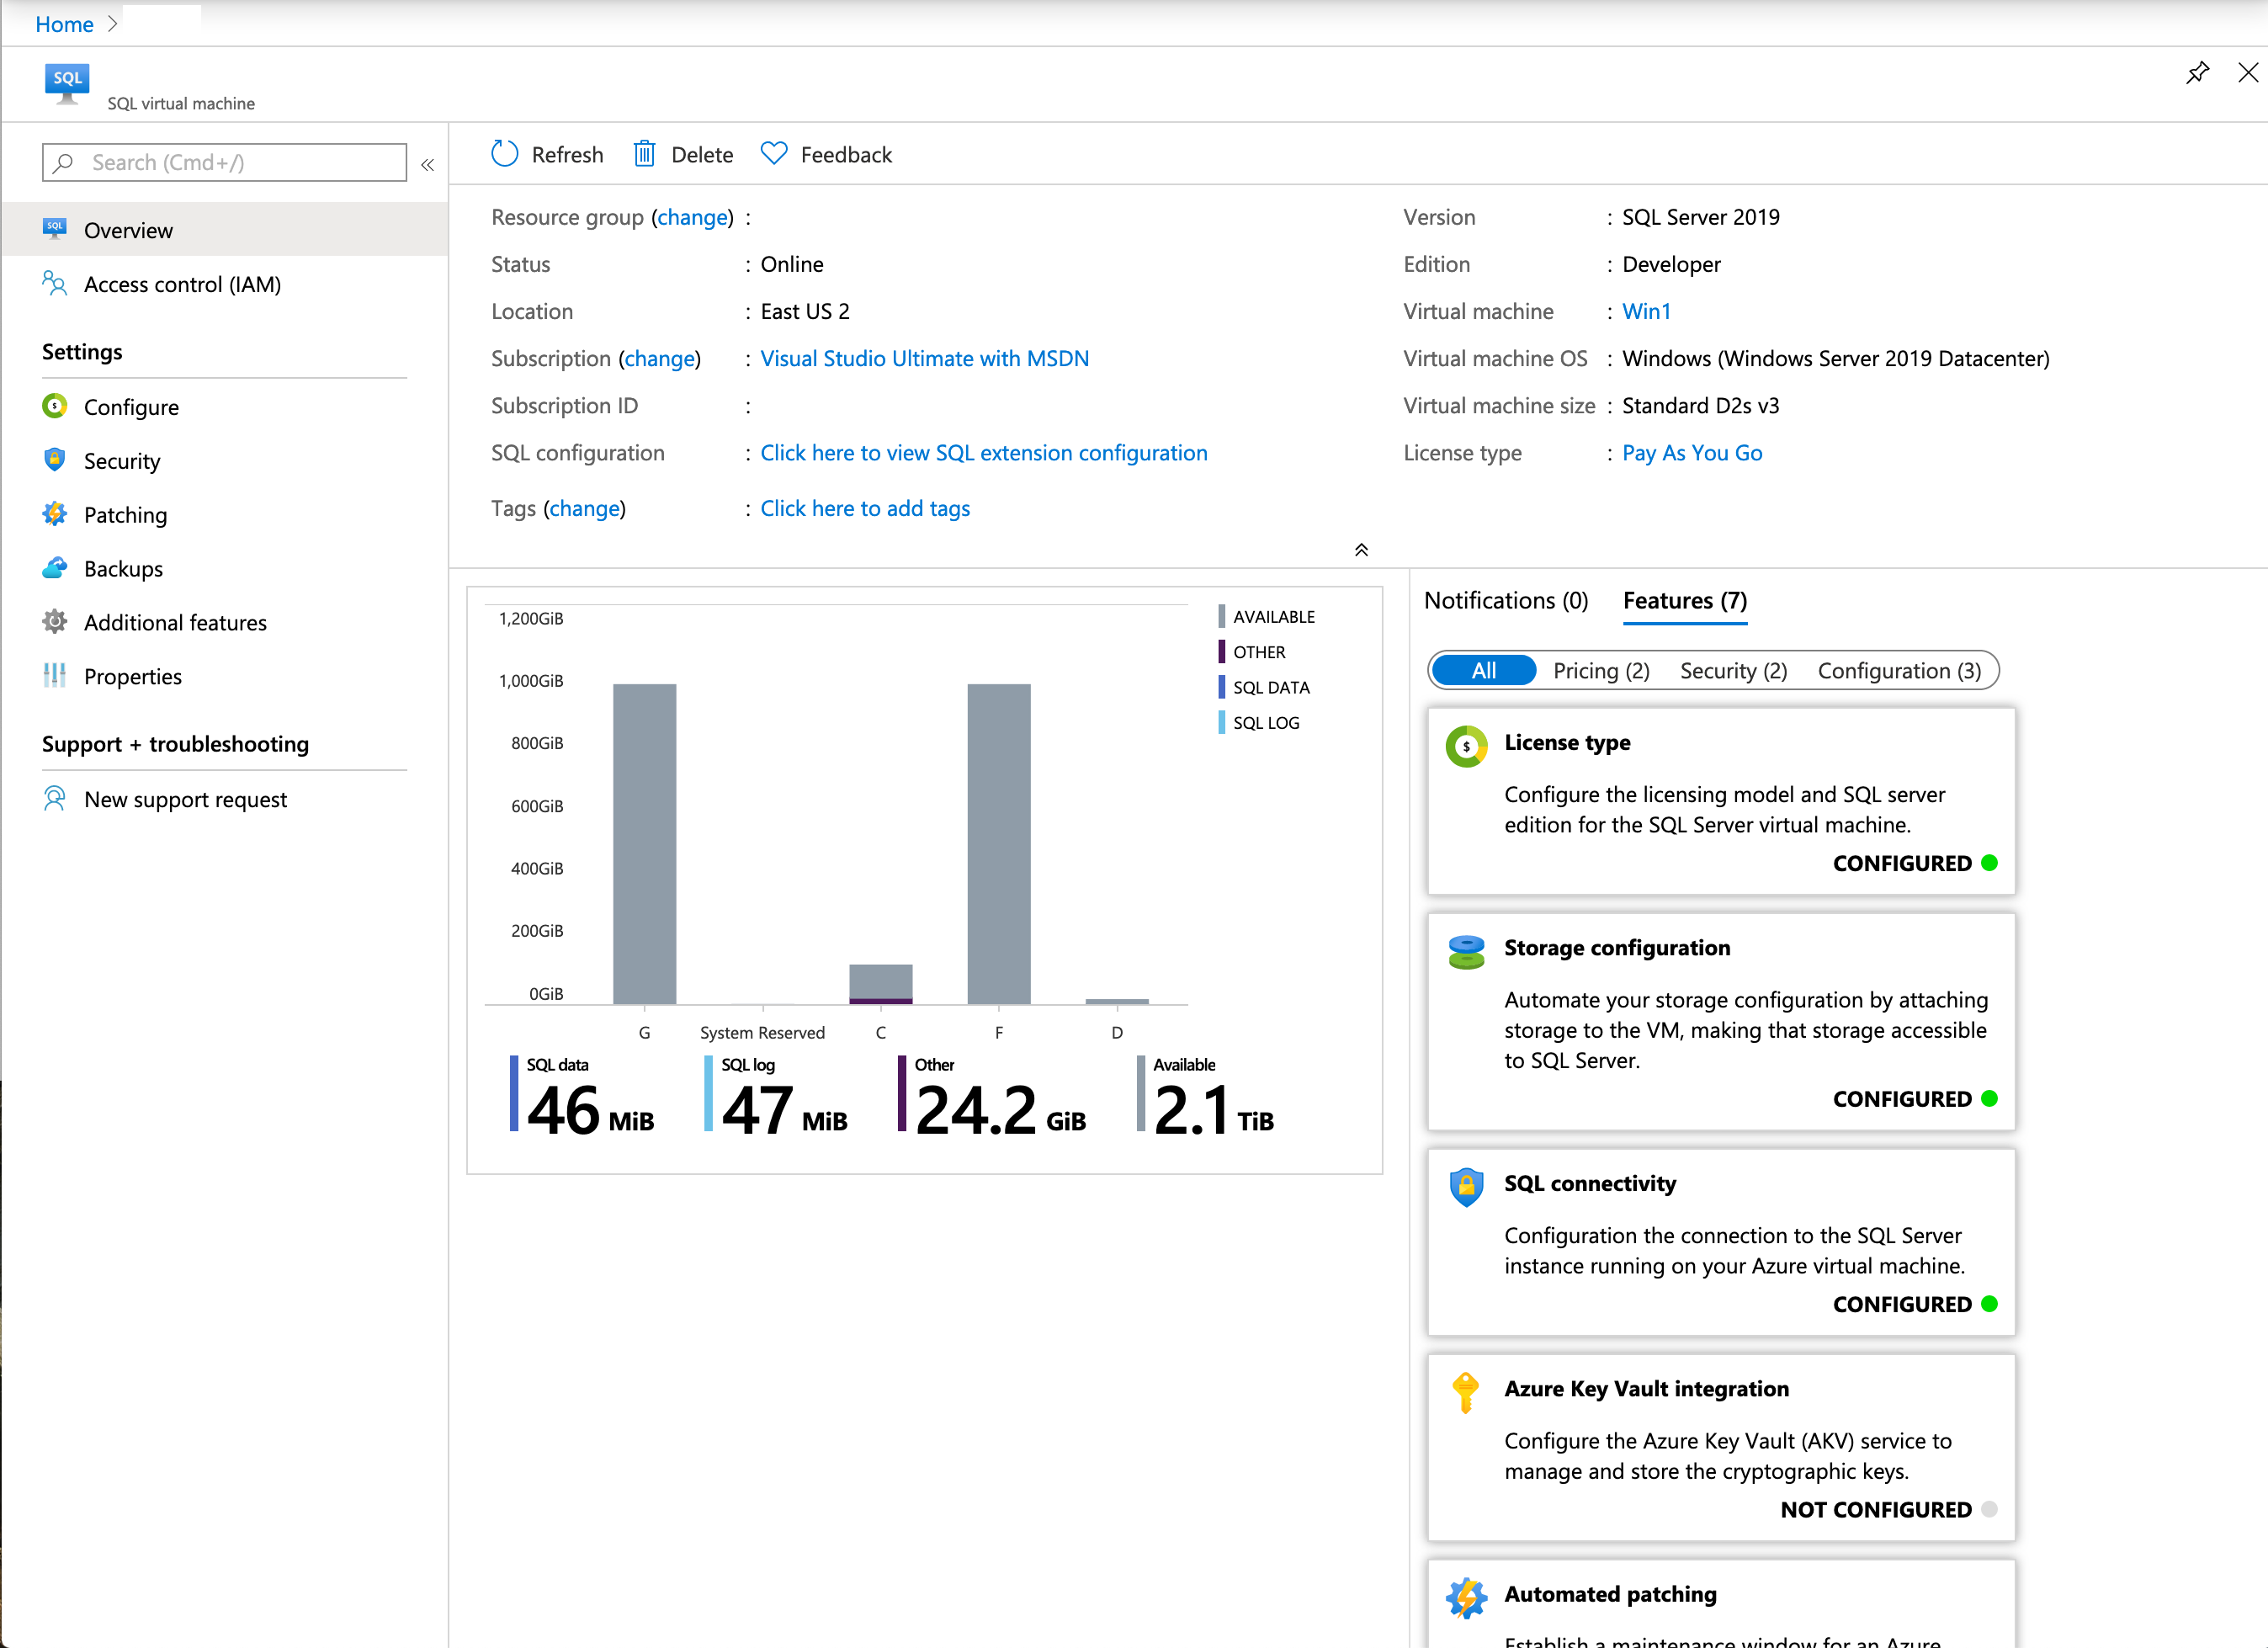 Home
SQL
SQL virtual machine
Search (Cmd+/)
«
Refresh
Delete
Feedback
SQL
Overview
Access control (IAM)
Settings
Configure
Security
Patching
Backups
Additional features
Properties
Support + troubleshooting
New support request
Resource group (change) :
Status : Online
Location : East US 2
Subscription (change) : Visual Studio Ultimate with MSDN
Subscription ID :
SQL configuration : Click here to view SQL extension configuration
Tags (change) : Click here to add tags
Version : SQL Server 2019
Edition : Developer
Virtual machine : Win1
Virtual machine OS : Windows (Windows Server 2019 Datacenter)
Virtual machine size : Standard D2s v3
License type : Pay As You Go
1,200GiB
1,000GiB
800GiB
600GiB
400GiB
200GiB
0GiB
G System Reserved C F D
AVAILABLE
OTHER
SQL DATA
SQL LOG
SQL data
46 MiB
SQL log
47 MiB
Other
24.2 GiB
Available
2.1 TiB
Notifications (0) Features (7)
All Pricing (2) Security (2) Configuration (3)
$
License type
Configure the licensing model and SQL server
edition for the SQL Server virtual machine.
CONFIGURED
Storage configuration
Automate your storage configuration by attaching
storage to the VM, making that storage accessible
to SQL Server.
CONFIGURED
SQL connectivity
Configuration the connection to the SQL Server
instance running on your Azure virtual machine.
CONFIGURED
Azure Key Vault integration
Configure the Azure Key Vault (AKV) service to
manage and store the cryptographic keys.
NOT CONFIGURED
Automated patching
Establish a maintenance window for an Azure